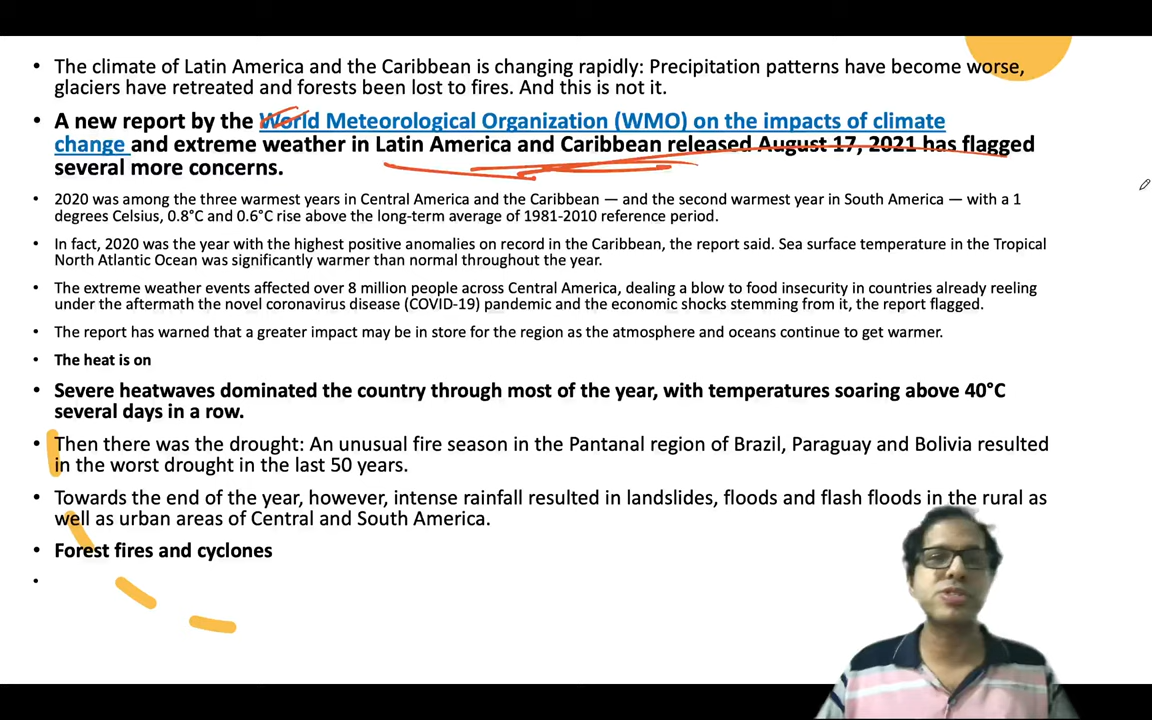 • The climate of Latin America and the Caribbean is changing rapidly: Precipitation patterns have become worse,
glaciers have retreated and forests been lost to fires. And this is not it.
• A new report by the World Meteorological Organization (WMO) on the impacts of climate
change and extreme weather in Latin America and Caribbean released August 17, 2021 has flagged
several more concerns.
• 2020 was among the three warmest years in Central America and the Caribbean — and the second warmest year in South America — with a 1
degrees Celsius, 0.8°C and 0.6°C rise above the long-term average of 1981-2010 reference period.
• In fact, 2020 was the year with the highest positive anomalies on record in the Caribbean, the report said. Sea surface temperature in the Tropical
North Atlantic Ocean was significantly warmer than normal throughout the year.
• The extreme weather events affected over 8 million people across Central America, dealing a blow to food insecurity in countries already reeling
under the aftermath the novel coronavirus disease (COVID-19) pandemic and the economic shocks stemming from it, the report flagged.
• The report has warned that a greater impact may be in store for the region as the atmosphere and oceans continue to get warmer.
• The heat is on
• Severe heatwaves dominated the country through most of the year, with temperatures soaring above 40°C
several days in a row.
• Then there was the drought: An unusual fire season in the Pantanal region of Brazil, Paraguay and Bolivia resulted
in the worst drought in the last 50 years.
• Towards the end of the year, however, intense rainfall resulted in landslides, floods and flash floods in the rural as
well as urban areas of Central and South America.
• Forest fires and cyclones
•